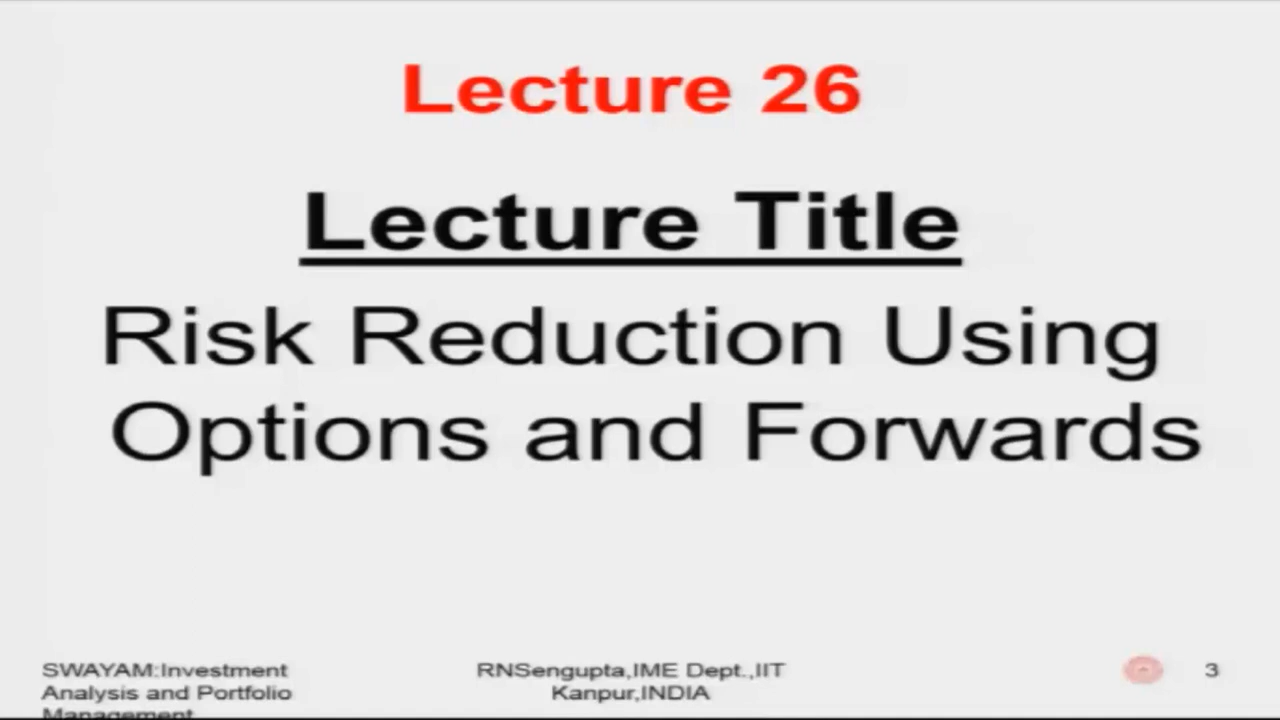 Lecture 26
Lecture Title
Risk Reduction Using
Options and Forwards
SWAYAM:Investment
Analysis and Portfolio
Management
RNSengupta,IME Dept.,IIT
Kanpur,INDIA
3